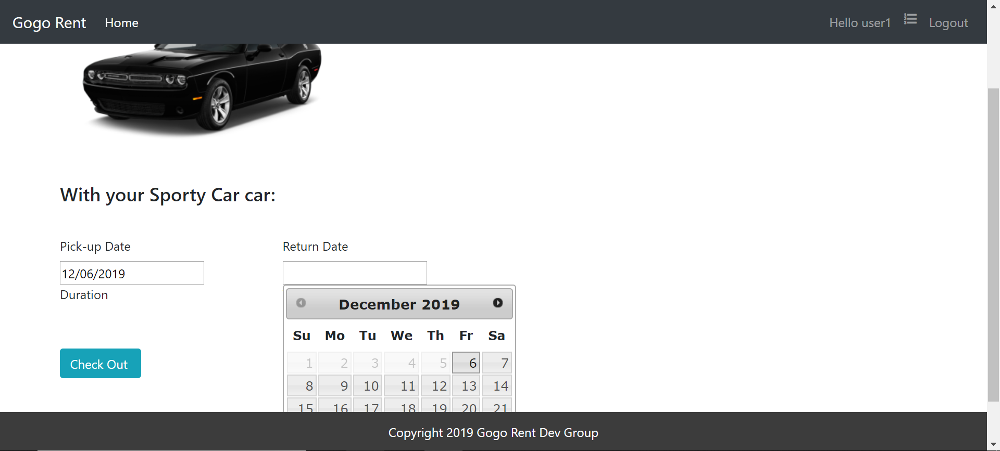 Gogo Rent Home Hello user1 Logout
With your Sporty Car car:
Pick-up Date Return Date
12/06/2019
Duration
December 2019
Su Mo Tu We Th Fr Sa
1 2 3 4 5 6 7
Check Out
8 9 10 11 12 13 14
15 16 17 18 19 20 21
Copyright 2019 Gogo Rent Dev Group